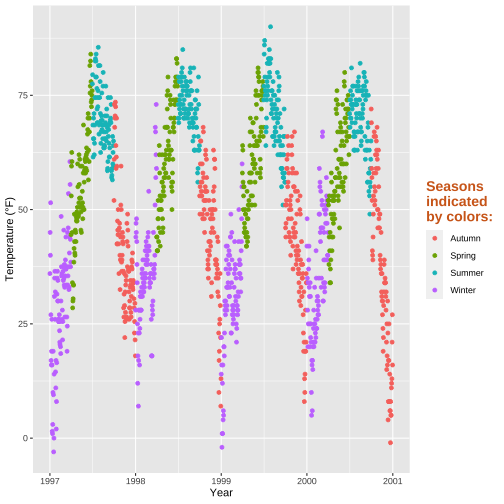 Temperature (°F)
75
50
25
0
1997
1998
1999
2000
2001
Year
Seasons
indicated
by colors:
Autumn
Spring
Summer
Winter